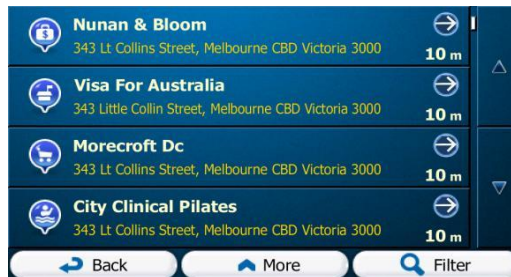 Nunan & Bloom
343 Lt Collins Street, Melbourne CBD Victoria 3000
10 m
Visa For Australia
343 Little Collin Street, Melbourne CBD Victoria 3000
10 m
Morecroft Dc
343 Lt Collins Street, Melbourne CBD Victoria 3000
10 m
City Clinical Pilates
343 Lt Collins Street, Melbourne CBD Victoria 3000
10 m
Back
More
Filter